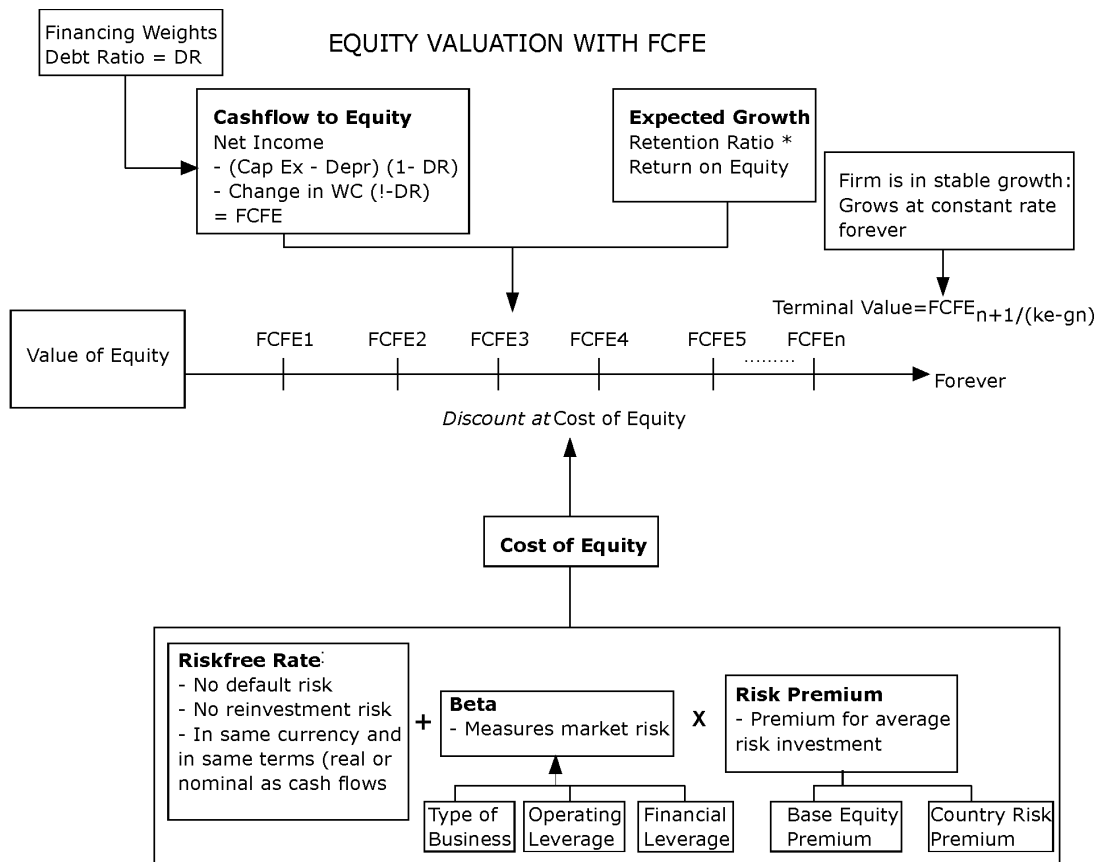 Financing Weights
Debt Ratio = DR
EQUITY VALUATION WITH FCFE
Cashflow to Equity
Net Income
- (Cap Ex - Depr) (1- DR)
- Change in WC (!-DR)
= FCFE
Expected Growth
Retention Ratio *
Return on Equity
Firm is in stable growth:
Grows at constant rate
forever
Terminal Value=FCFE n+1/(ke-gn)
Value of Equity
FCFE1 FCFE2 FCFE3 FCFE4 FCFE5 ......... FCFEn
Forever
Discount at Cost of Equity
Cost of Equity
Riskfree Rate:
- No default risk
- No reinvestment risk
- In same currency and
in same terms (real or
nominal as cash flows
+
Beta
- Measures market risk
X
Risk Premium
- Premium for average
risk investment
Type of
Business
Operating
Leverage
Financial
Leverage
Base Equity
Premium
Country Risk
Premium